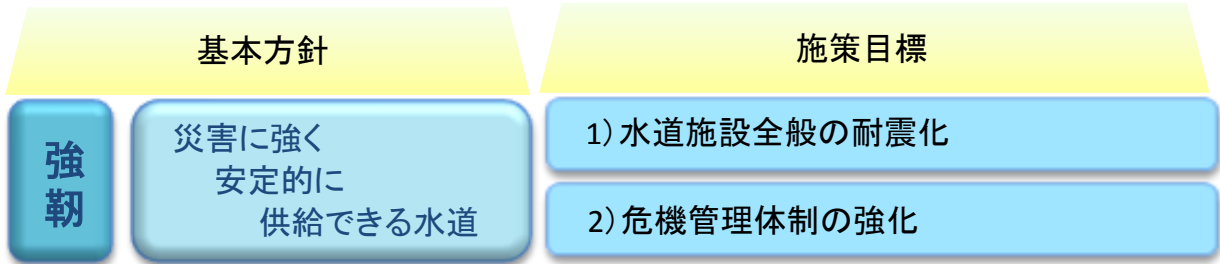 基本方針
施策目標
強靭
災害に強く
安定的に
供給できる水道
1）水道施設全般の耐震化
2）危機管理体制の強化